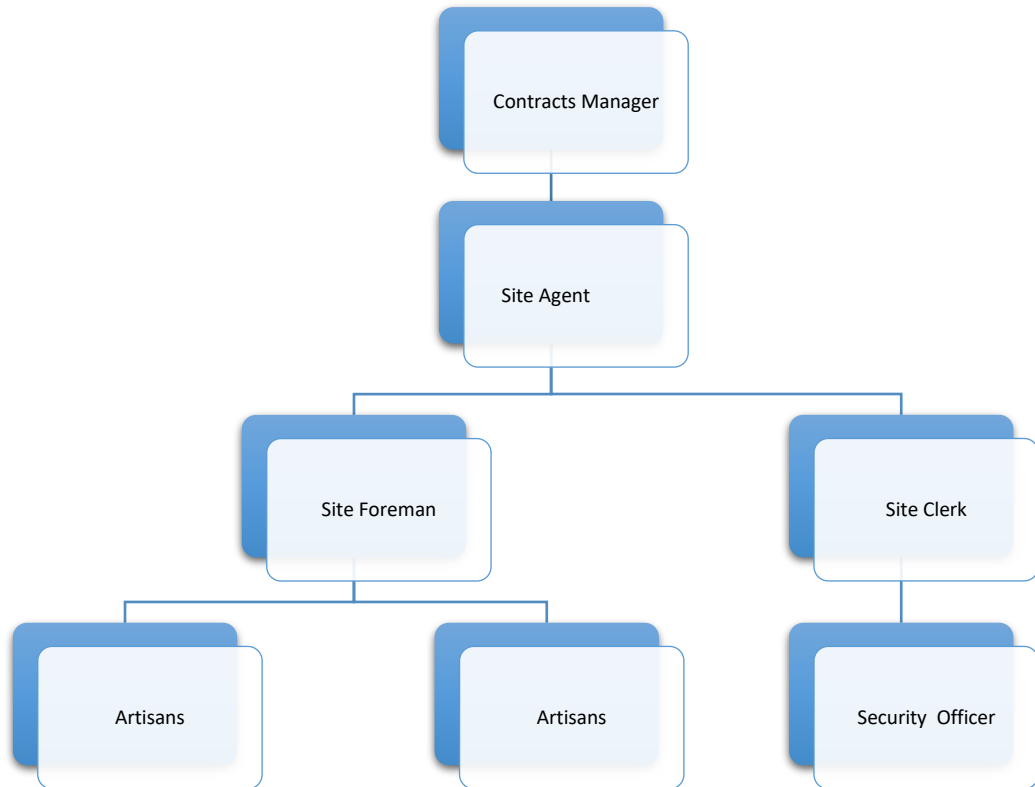 Contracts Manager
Site Agent
Site Foreman
Site Clerk
Artisans
Artisans
Security  Officer